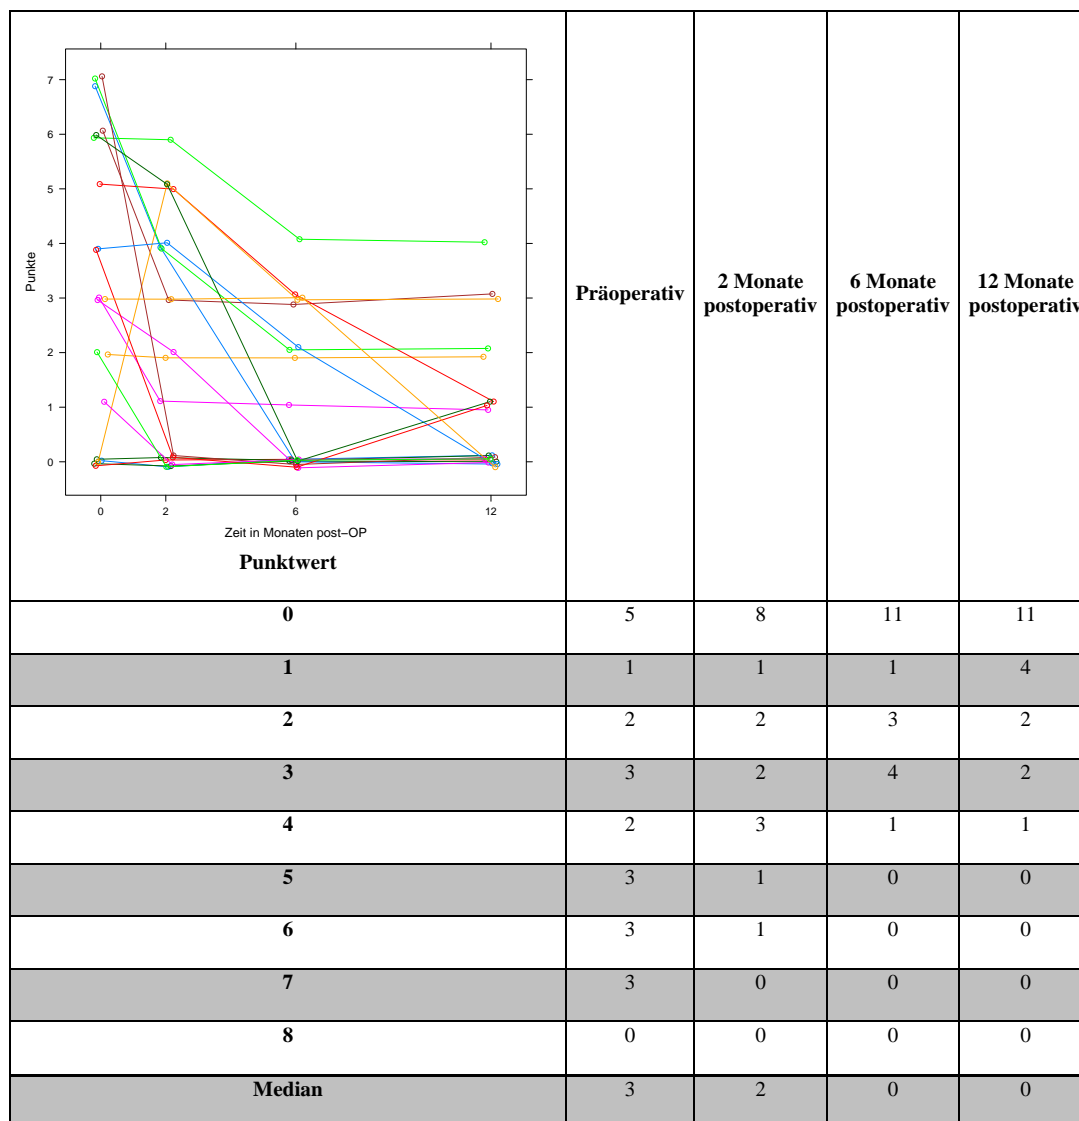 Punkte
7
6
5
4
3
2
1
0
0 2 6 12
Zeit in Monaten post–OP
Punktwert
Präoperativ
2 Monate
postoperativ
6 Monate
postoperativ
12 Monate
postoperativ
0 5 8 11 11
1 1 1 1 4
2 2 2 3 2
3 3 2 4 2
4 2 3 1 1
5 3 1 0 0
6 3 1 0 0
7 3 0 0 0
8 0 0 0 0
Median 3 2 0 0